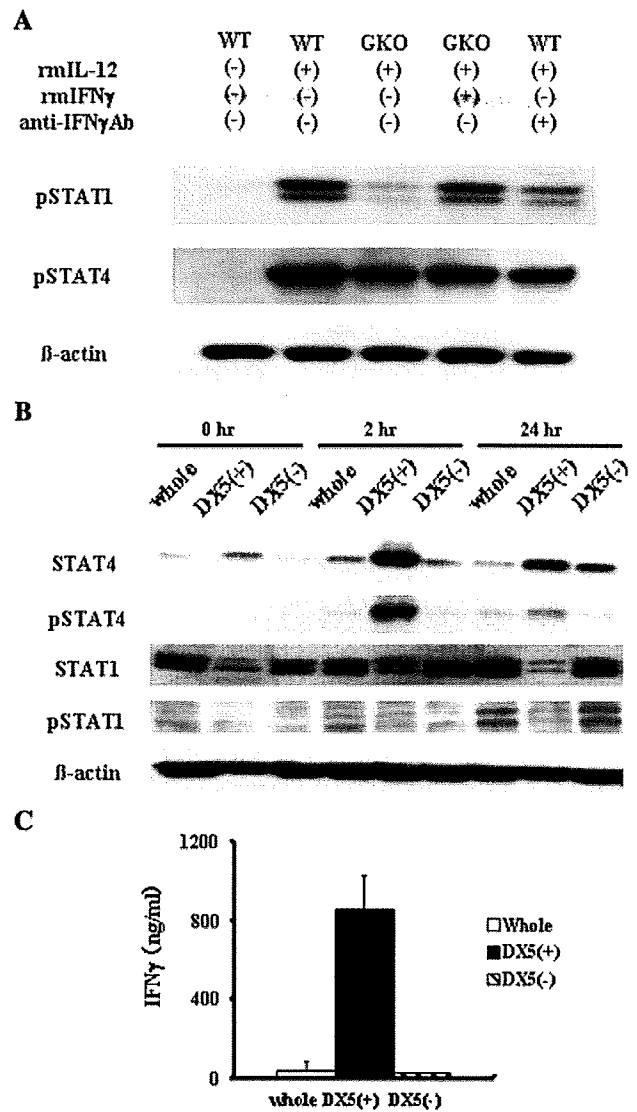 A
WT WT GKO GKO WT
rmIL-12 (-) (+) (+) (+) (+)
rmIFNγ (-) (-) (-) (+) (-)
anti-IFNγAb (-) (-) (-) (-) (+)
pSTAT1
pSTAT4
ß-actin
B
0 hr 2 hr 24 hr
whole DX5(+) DX5(-) whole DX5(+) DX5(-) whole DX5(+) DX5(-)
STAT4
pSTAT4
STAT1
pSTAT1
ß-actin
C
1200
800
400
0
IFNγ (ng/ml)
Whole
DX5(+)
DX5(-)
whole DX5(+) DX5(-)